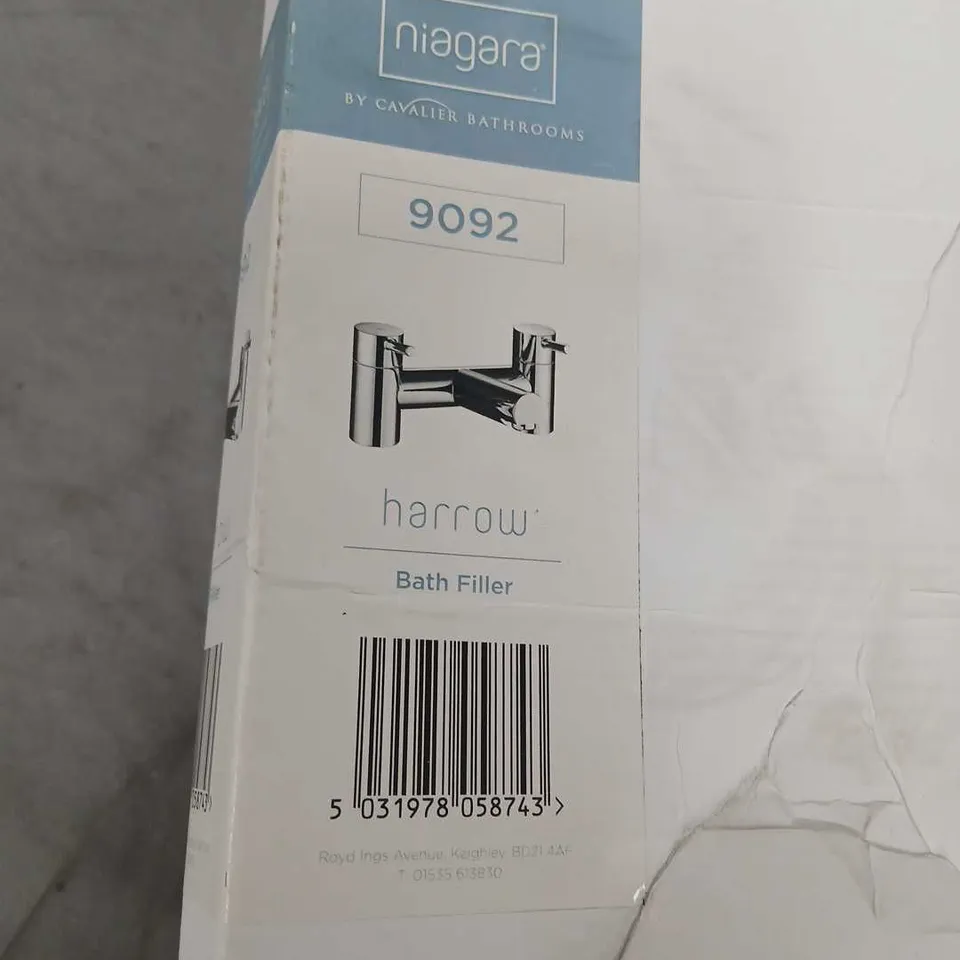 niagara®
BY CAVALIER BATHROOMS
9092
harrow
Bath Filler
5 031978 058743 >
Royd Ings Avenue, Keighley BD21 4AF
T 01535 613830
58743 >